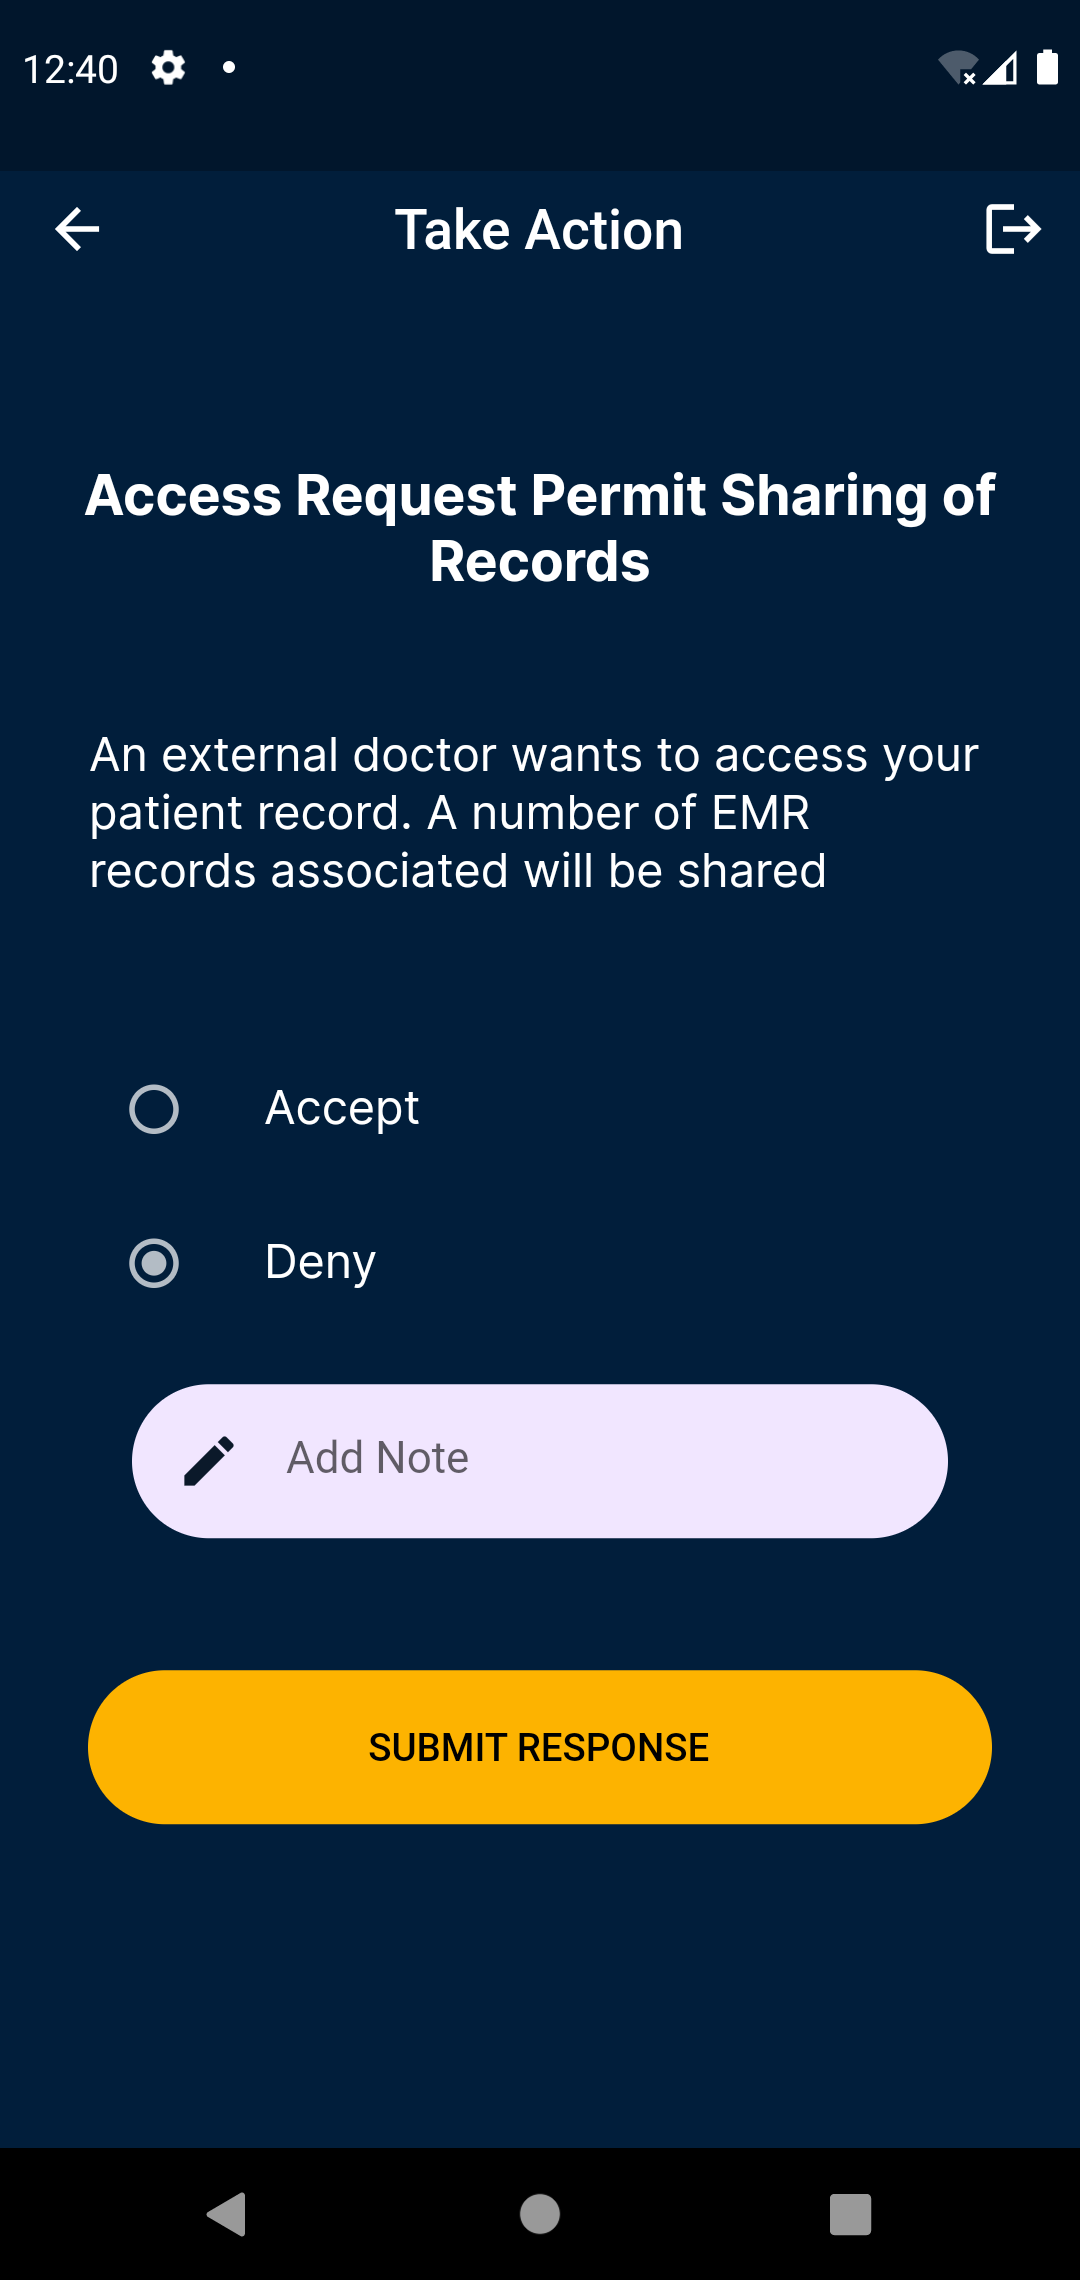 12:40
Take Action
Access Request Permit Sharing of
Records
An external doctor wants to access your
patient record. A number of EMR
records associated will be shared
Accept
Deny
Add Note
SUBMIT RESPONSE